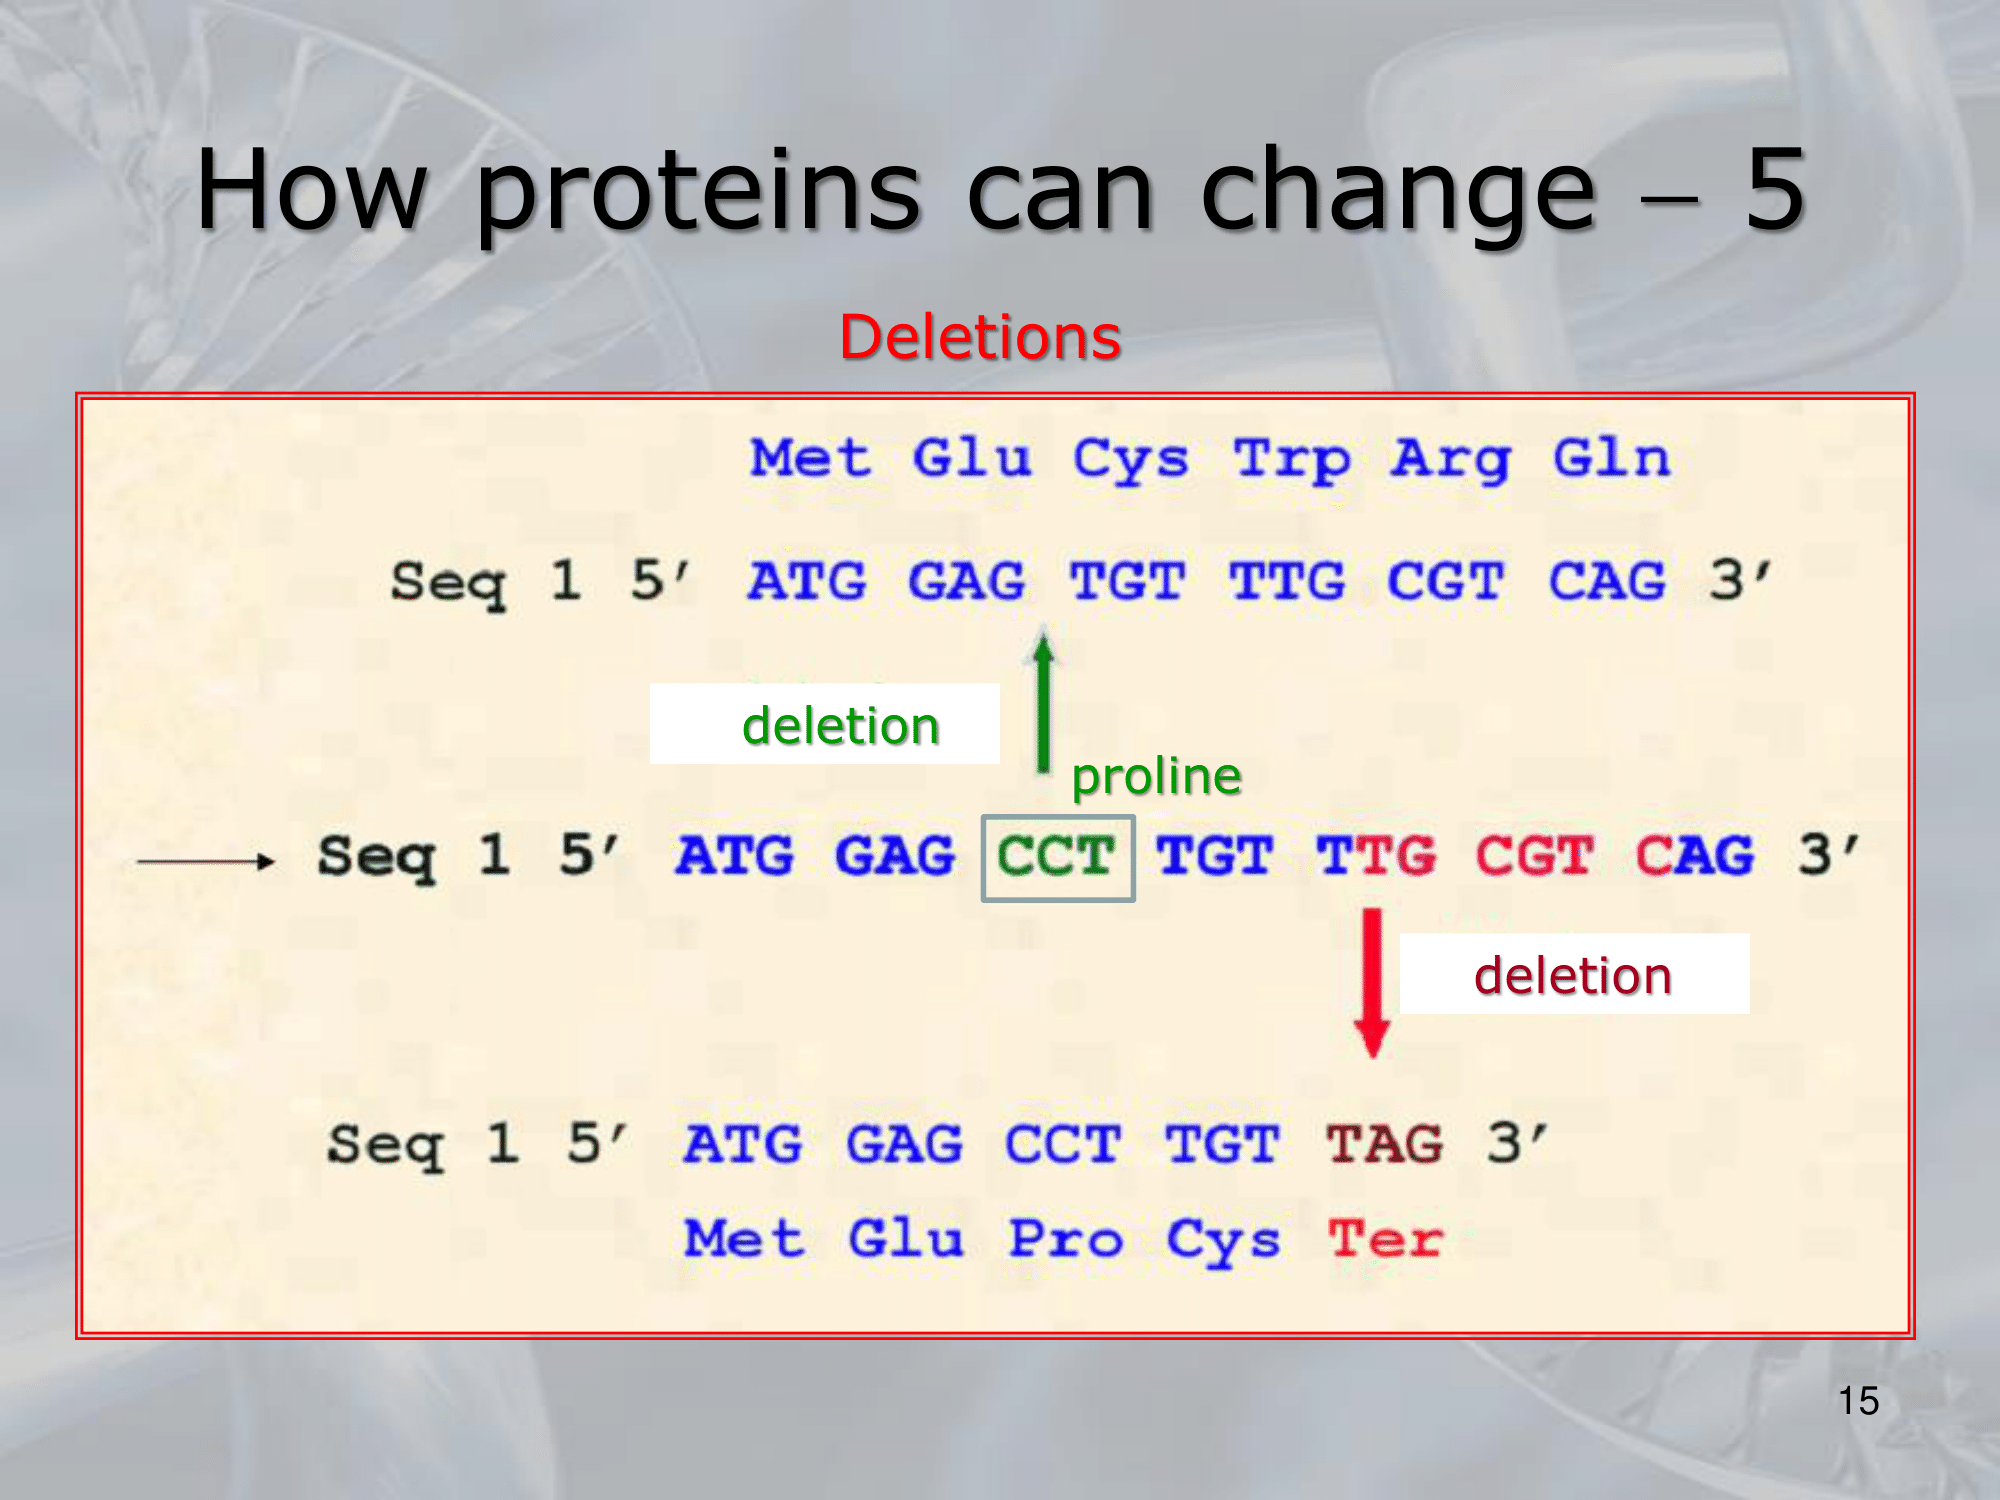 How proteins can change – 5
Deletions
Met Glu Cys Trp Arg Gln
Seq 1 5′ ATG GAG TGT TTG CGT CAG 3′
deletion
proline
Seq 1 5′ ATG GAG CCT TGT TTG CGT CAG 3′
deletion
Seq 1 5′ ATG GAG CCT TGT TAG 3′
Met Glu Pro Cys Ter
15